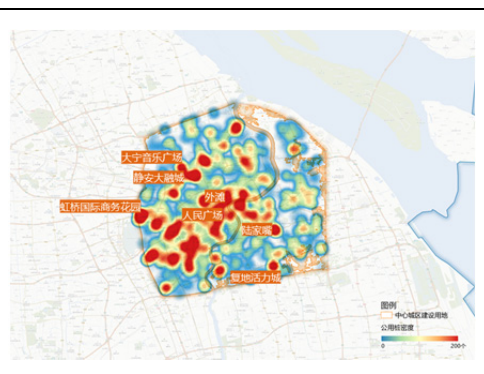 大宁音乐广场
静安大融城
外滩
虹桥国际商务花园
人民广场
陆家嘴
复地活力城
图例
中心城区建设用地
公用桩密度
0 200个